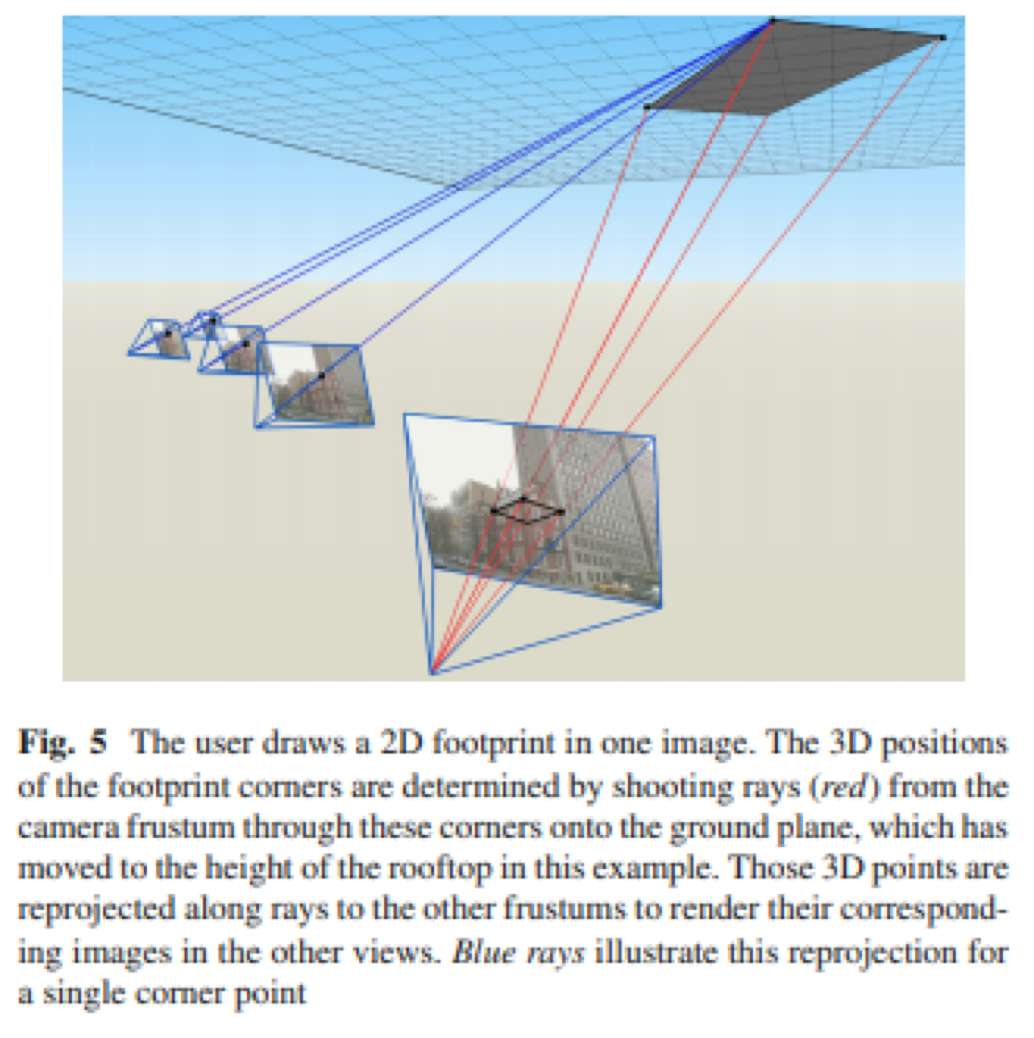 Fig. 5 The user draws a 2D footprint in one image. The 3D positions
of the footprint corners are determined by shooting rays (red) from the
camera frustum through these corners onto the ground plane, which has
moved to the height of the rooftop in this example. Those 3D points are
reprojected along rays to the other frustums to render their correspond-
ing images in the other views. Blue rays illustrate this reprojection for
a single corner point